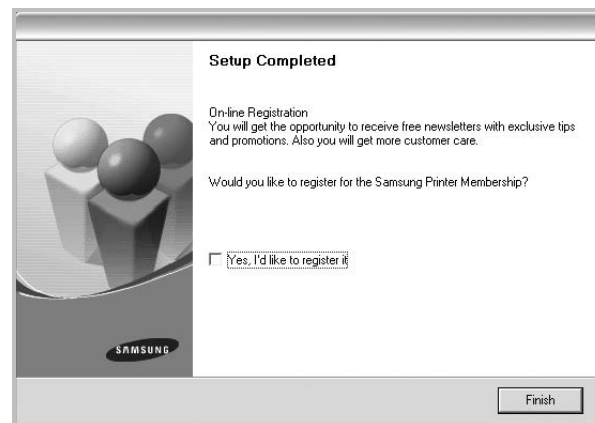 Setup Completed
On-line Registration
You will get the opportunity to receive free newsletters with exclusive tips
and promotions. Also you will get more customer care.
Would you like to register for the Samsung Printer Membership?
Yes, I'd like to register it
SAMSUNG
Finish